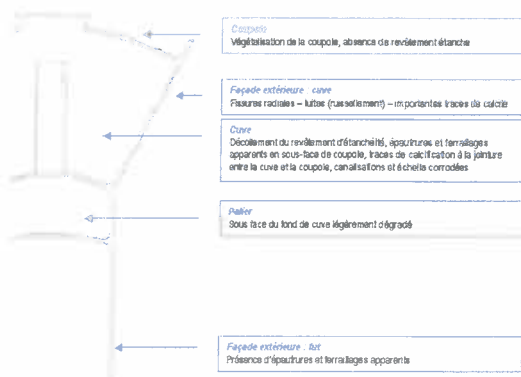 Coupole
Végétalisation de la coupole, absence de revêtement étanche
Façade extérieure : cuve
Fissures radiales – fuites (ruissellement) – importantes traces de calcite
Cuve
Décollement du revêtement d'étanchéité, épaufrures et ferraillages
apparents en sous-face de coupole, traces de calcification à la jointure
entre la cuve et la coupole, canalisations et échelle corrodées
Palier
Sous face du fond de cuve légèrement dégradé
Façade extérieure : fut
Présence d'épaufrures et ferraillages apparents